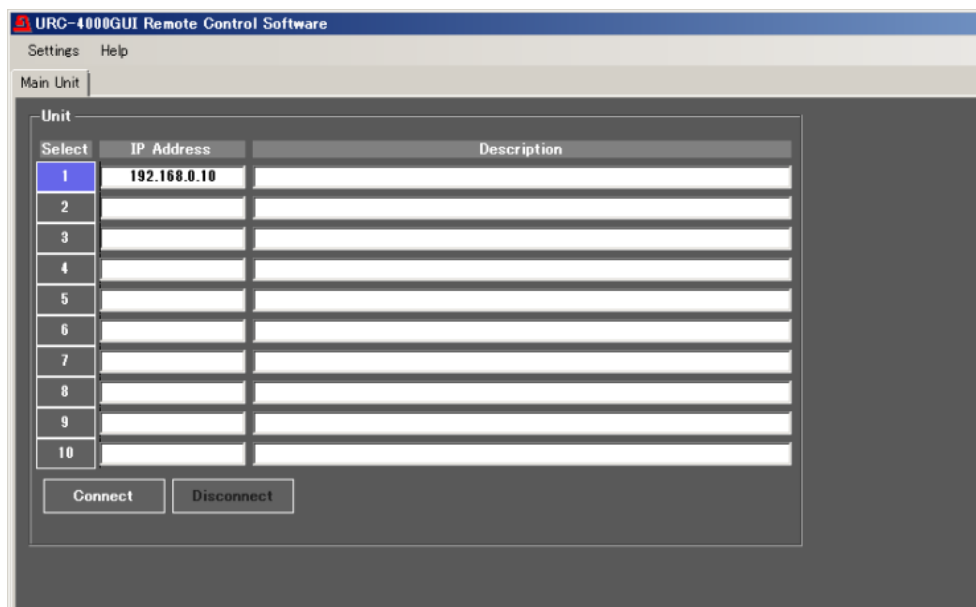 URC-4000GUI Remote Control Software
Settings Help
Main Unit
Unit
Select IP Address Description
1 192.168.0.10
2
3
4
5
6
7
8
9
10
Connect Disconnect